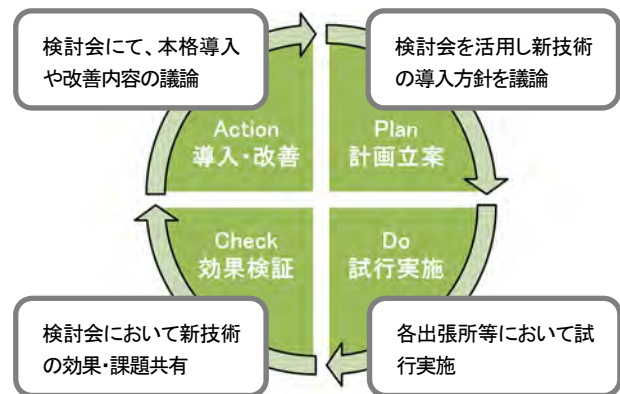 検討会にて、本格導入
や改善内容の議論
検討会を活用し新技術
の導入方針を議論
Action
導入・改善
Plan
計画立案
Check
効果検証
Do
試行実施
検討会において新技術
の効果・課題共有
各出張所等において試
行実施